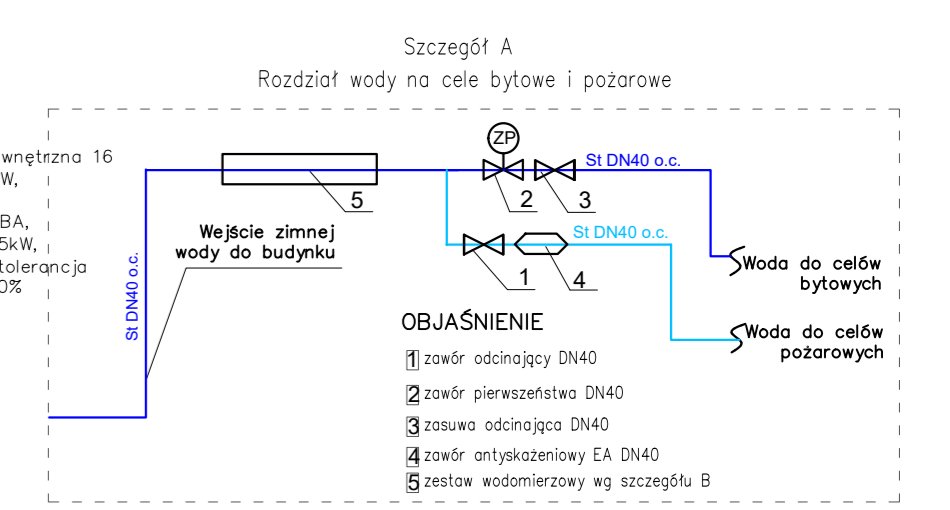 Szczegół A
Rozdział wody na cele bytowe i pożarowe
wnętrzna 16
W,
BA,
5kW,
tolerancja
0%
ZP
St DN40 o.c.
2
3
5
Wejście zimnej
wody do budynku
St DN40 o.c.
St DN40 o.c.
1
4
Woda do celów
bytowych
Woda do celów
pożarowych
OBJAŚNIENIE
1 zawór odcinający DN40
2 zawór pierwszeństwa DN40
3 zasuwa odcinająca DN40
4 zawór antyskażeniowy EA DN40
5 zestaw wodomierzowy wg szczegółu B